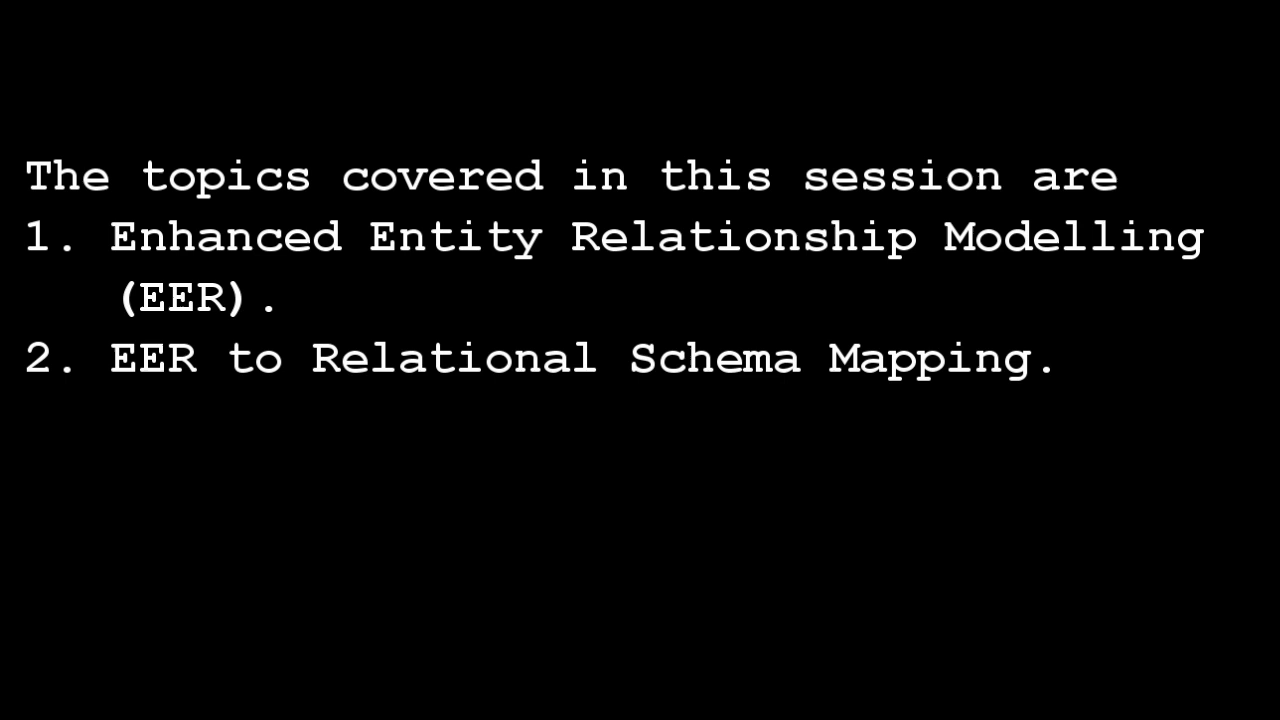 The topics covered in this session are
1. Enhanced Entity Relationship Modelling
(EER).
2. EER to Relational Schema Mapping.